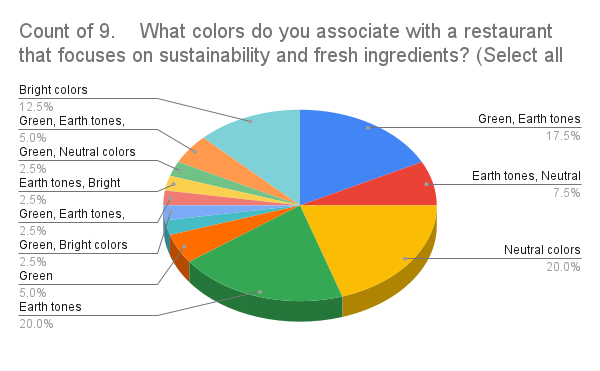 Count of 9. What colors do you associate with a restaurant
that focuses on sustainability and fresh ingredients? (Select all
Bright colors
12.5%
Green, Earth tones,
5.0%
Green, Neutral colors
2.5%
Earth tones, Bright
2.5%
Green, Earth tones,
2.5%
Green, Bright colors
2.5%
Green
5.0%
Earth tones
20.0%
Green, Earth tones
17.5%
Earth tones, Neutral
7.5%
Neutral colors
20.0%